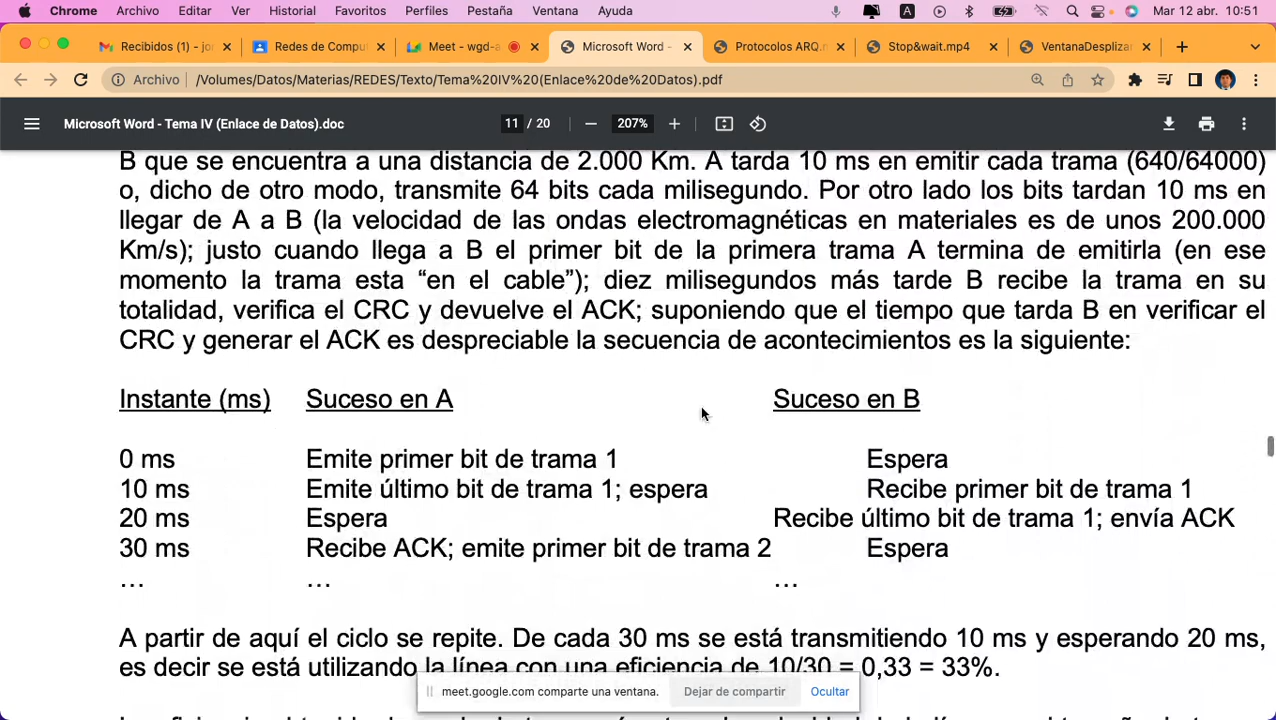 Chrome Archivo Editar Ver Historial Favoritos Perfiles Pestaña Ventana Ayuda A Mar 12 abr. 10:51
Recibidos (1) - jo Redes de Compu Meet - wgd-a Microsoft Word - Protocolos ARQ.m Stop&wait.mp4 VentanaDesplizar
Archivo /Volumes/Datos/Materias/REDES/Texto/Tema%20IV%20(Enlace%20de%20Datos).pdf
Microsoft Word - Tema IV (Enlace de Datos).doc 11 / 20 207%
B que se encuentra a una distancia de 2.000 Km. A tarda 10 ms en emitir cada trama (640/64000)
o, dicho de otro modo, transmite 64 bits cada milisegundo. Por otro lado los bits tardan 10 ms en
llegar de A a B (la velocidad de las ondas electromagnéticas en materiales es de unos 200.000
Km/s); justo cuando llega a B el primer bit de la primera trama A termina de emitirla (en ese
momento la trama esta “en el cable”); diez milisegundos más tarde B recibe la trama en su
totalidad, verifica el CRC y devuelve el ACK; suponiendo que el tiempo que tarda B en verificar el
CRC y generar el ACK es despreciable la secuencia de acontecimientos es la siguiente:
Instante (ms) Suceso en A Suceso en B
0 ms Emite primer bit de trama 1 Espera
10 ms Emite último bit de trama 1; espera Recibe primer bit de trama 1
20 ms Espera Recibe último bit de trama 1; envía ACK
30 ms Recibe ACK; emite primer bit de trama 2 Espera
… … …
A partir de aquí el ciclo se repite. De cada 30 ms se está transmitiendo 10 ms y esperando 20 ms,
es decir se está utilizando la línea con una eficiencia de 10/30 = 0,33 = 33%.
meet.google.com comparte una ventana. Dejar de compartir Ocultar